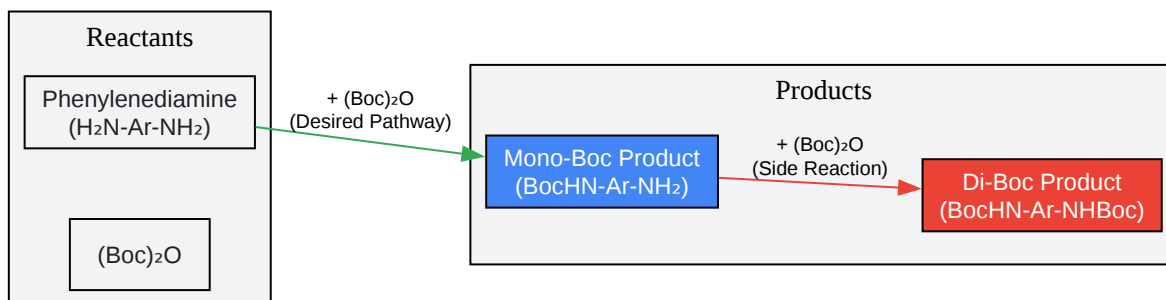 Reactants
Phenylenediamine
(H₂N-Ar-NH₂)
(Boc)₂O
+ (Boc)₂O
(Desired Pathway)
Products
Mono-Boc Product
(BocHN-Ar-NH₂)
+ (Boc)₂O
(Side Reaction)
Di-Boc Product
(BocHN-Ar-NHBoc)